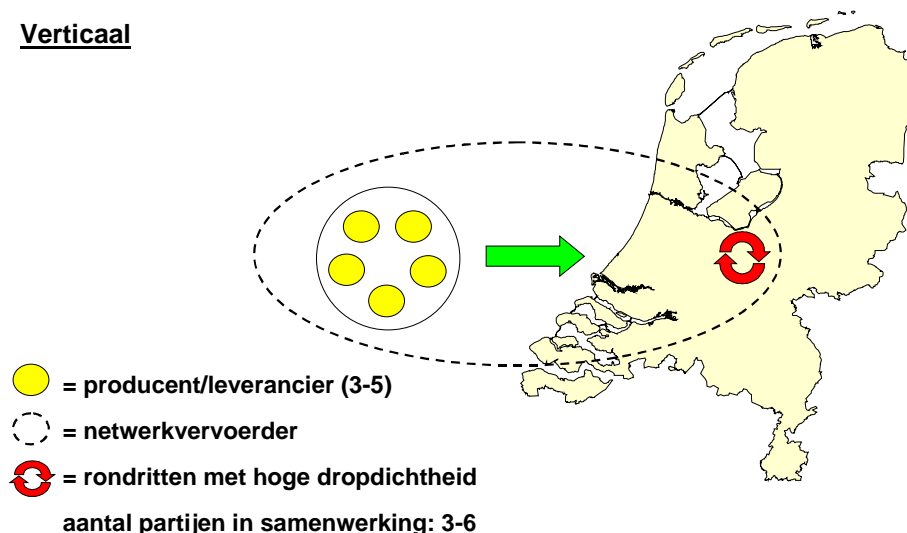 Verticaal
= producent/leverancier (3-5)
= netwerkvervoerder
= rondritten met hoge dropdichtheid
aantal partijen in samenwerking: 3-6